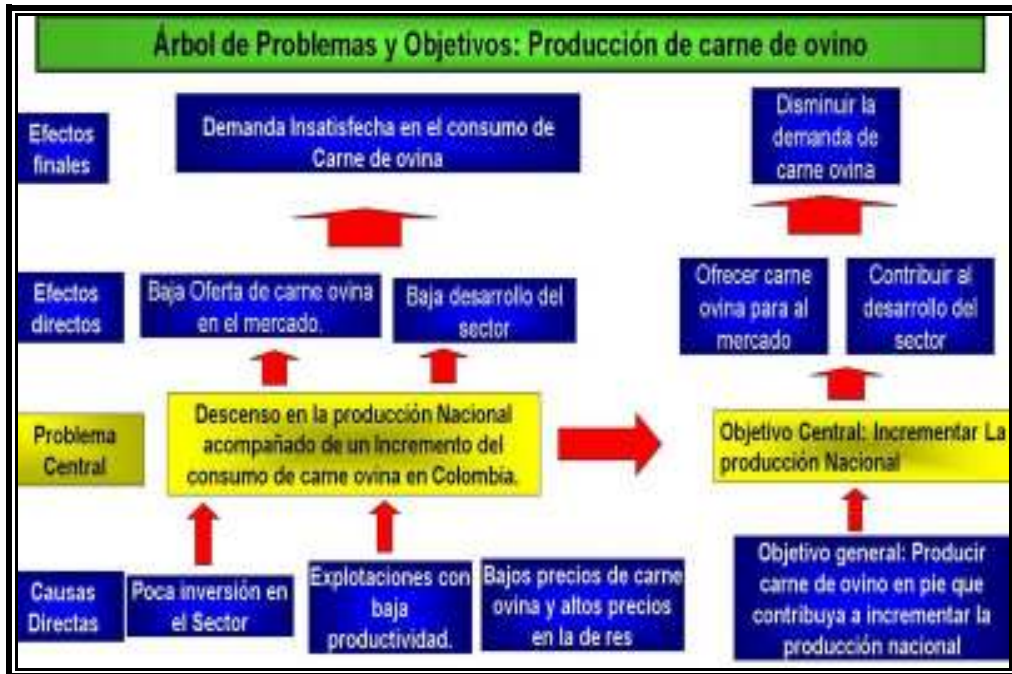 Árbol de Problemas y Objetivos: Producción de carne de ovino
Efectos
finales
Demanda Insatisfecha en el consumo de
Carne de ovina
Disminuir la
demanda de
carne ovina
Efectos
directos
Baja Oferta de carne ovina
en el mercado.
Baja desarrollo del
sector
Ofrecer carne
ovina para al
mercado
Contribuir al
desarrollo del
sector
Problema
Central
Descenso en la producción Nacional
acompañado de un Incremento del
consumo de carne ovina en Colombia.
Objetivo Central: Incrementar La
producción Nacional
Causas
Directas
Poca inversión en
el Sector
Explotaciones con
baja
productividad.
Bajos precios de carne
ovina y altos precios
en la de res
Objetivo general: Producir
carne de ovino en pie que
contribuya a incrementar la
producción nacional